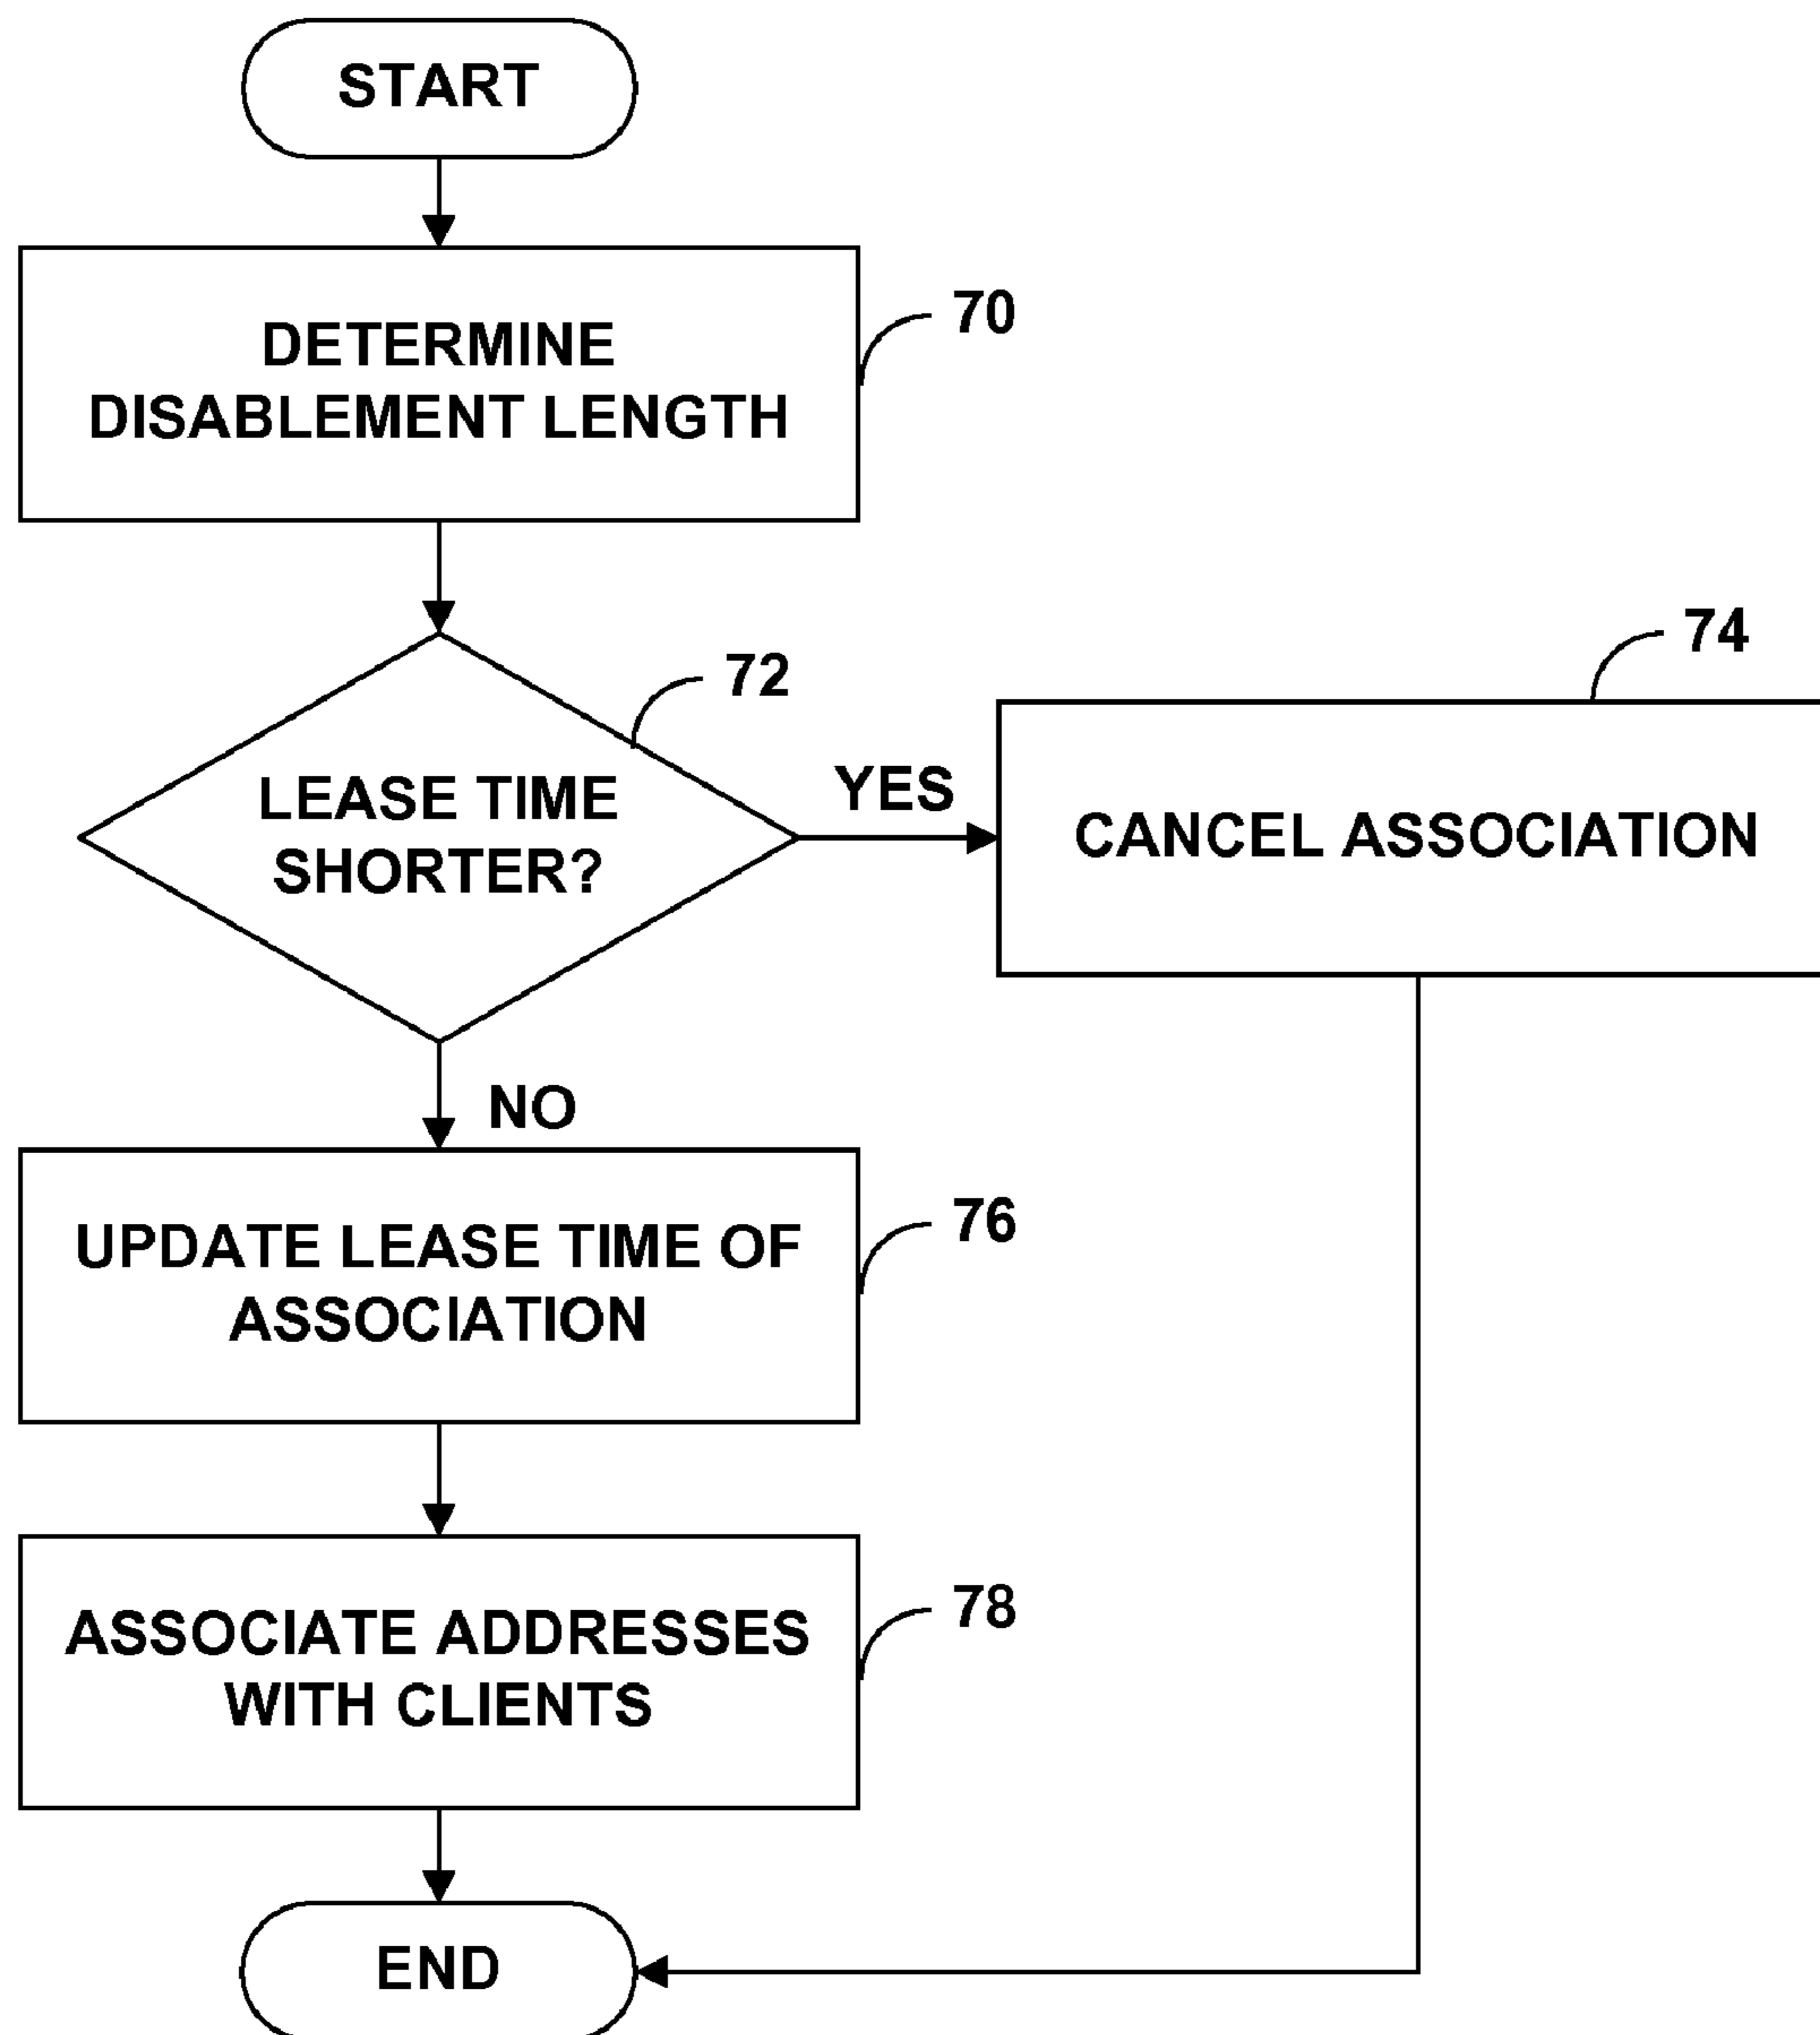 START
DETERMINE
DISABLEMENT LENGTH
70
72
LEASE TIME
SHORTER?
YES
74
CANCEL ASSOCIATION
NO
UPDATE LEASE TIME OF
ASSOCIATION
76
ASSOCIATE ADDRESSES
WITH CLIENTS
78
END